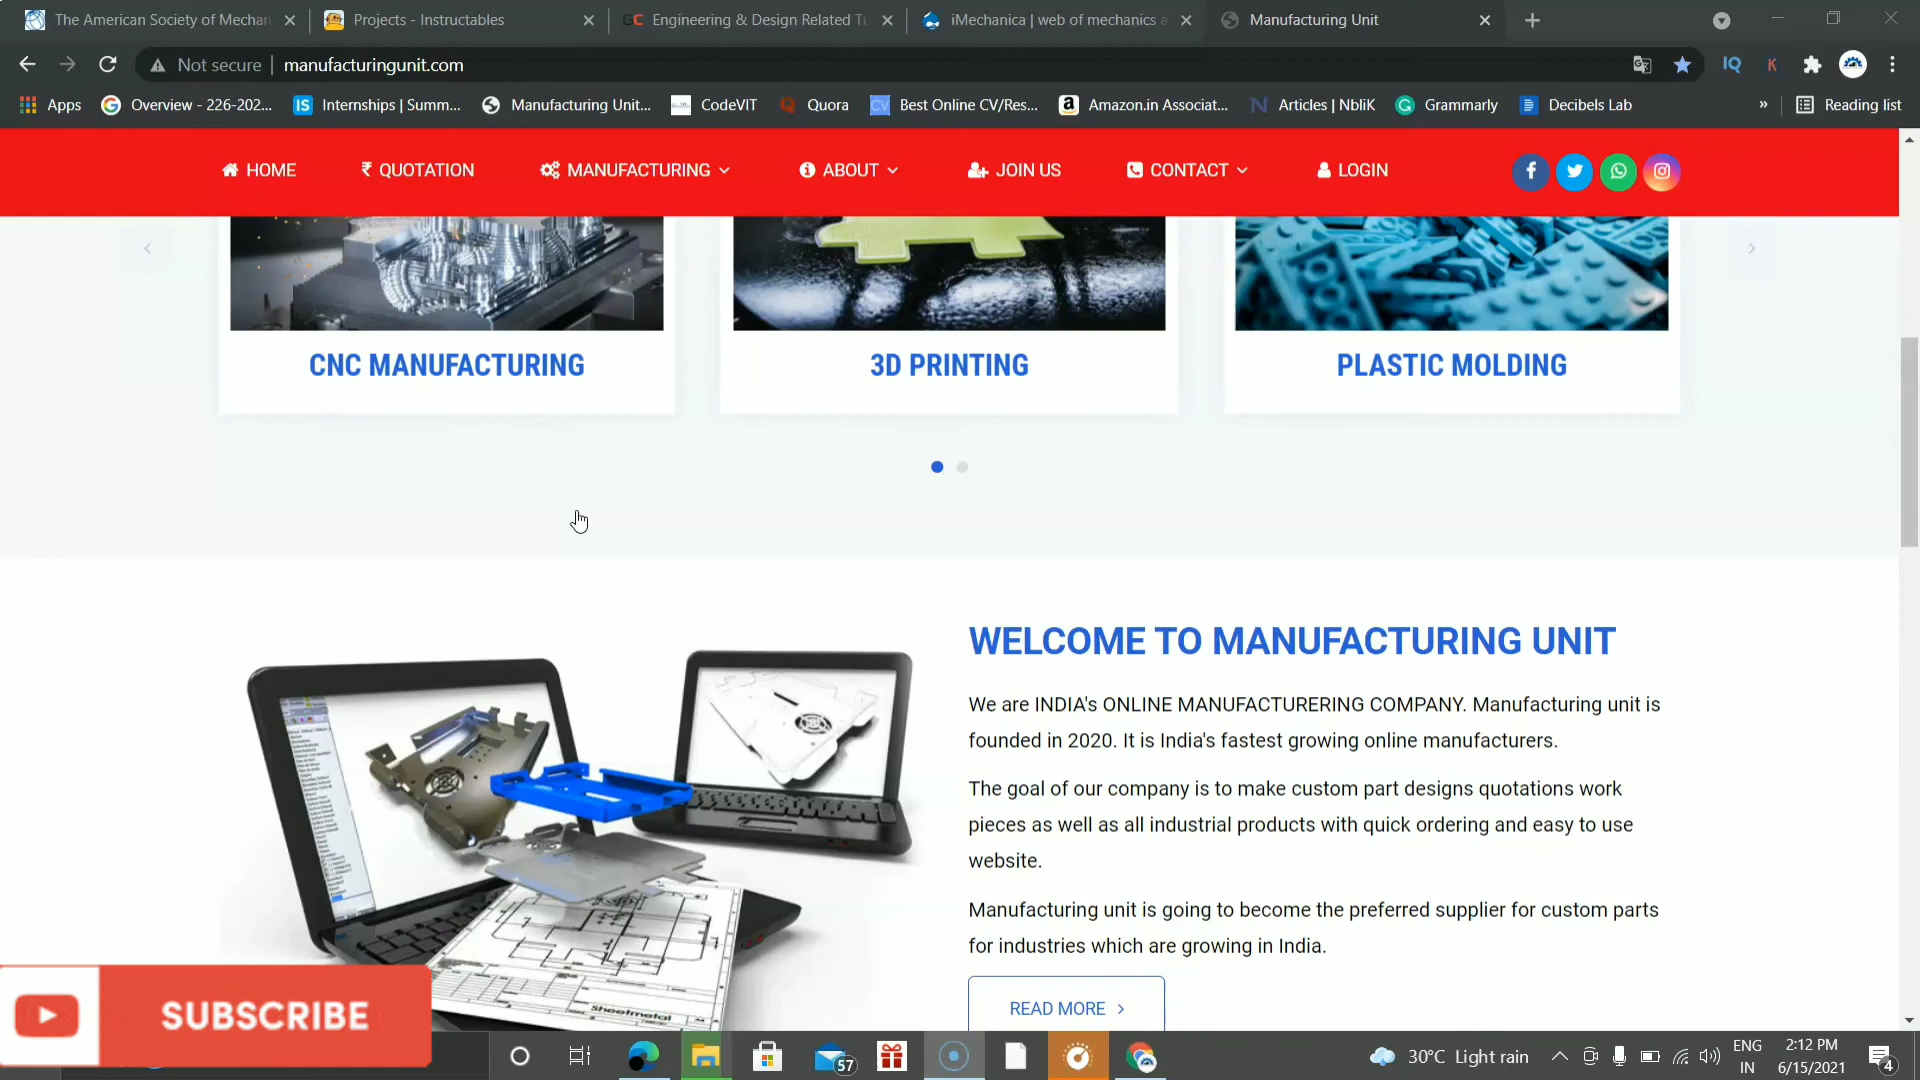 The American Society of Mechan
Projects - Instructables
GC Engineering & Design Related Tu
iMechanica | web of mechanics a
Manufacturing Unit
Not secure
manufacturingunit.com
IQ
K
Apps
Overview - 226-202...
IS Internships | Summ...
Manufacturing Unit...
CodeVIT
Quora
CV Best Online CV/Res...
Amazon.in Associat...
Articles | NbliK
Grammarly
Decibels Lab
»
Reading list
HOME
₹ QUOTATION
MANUFACTURING
ABOUT
JOIN US
CONTACT
LOGIN
CNC MANUFACTURING
3D PRINTING
PLASTIC MOLDING
WELCOME TO MANUFACTURING UNIT
We are INDIA's ONLINE MANUFACTURERING COMPANY. Manufacturing unit is
founded in 2020. It is India's fastest growing online manufacturers.
The goal of our company is to make custom part designs quotations work
pieces as well as all industrial products with quick ordering and easy to use
website.
Manufacturing unit is going to become the preferred supplier for custom parts
for industries which are growing in India.
READ MORE
Sheetmetal
SUBSCRIBE
57
30°C Light rain
ENG
IN
2:12 PM
6/15/2021
4